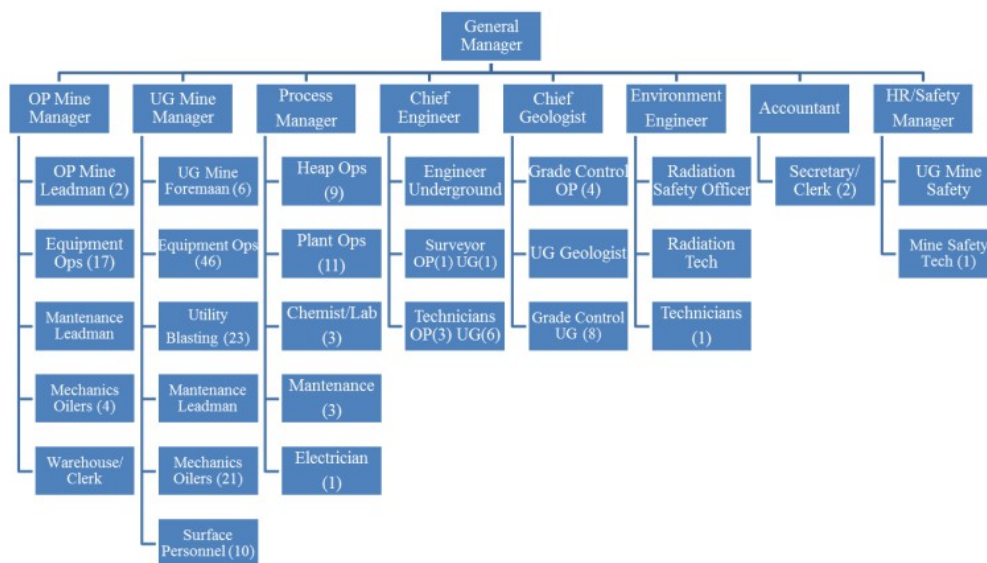 General
Manager
OP Mine
Manager
UG Mine
Manager
Process
Manager
Chief
Engineer
Chief
Geologist
Environment
Engineer
Accountant
HR/Safety
Manager
OP Mine
Leadman (2)
Equipment
Ops (17)
Mantenance
Leadman
Mechanics
Oilers (4)
Warehouse/
Clerk
UG Mine
Foremaan (6)
Equipment Ops
(46)
Utility
Blasting (23)
Mantenance
Leadman
Mechanics
Oilers (21)
Surface
Personnel (10)
Heap Ops
(9)
Plant Ops
(11)
Chemist/Lab
(3)
Mantenance
(3)
Electrician
(1)
Engineer
Underground
Surveyor
OP(1) UG(1)
Technicians
OP(3) UG(6)
Grade Control
OP (4)
UG Geologist
Grade Control
UG (8)
Radiation
Safety Officer
Radiation
Tech
Technicians
(1)
Secretary/
Clerk (2)
UG Mine
Safety
Mine Safety
Tech (1)